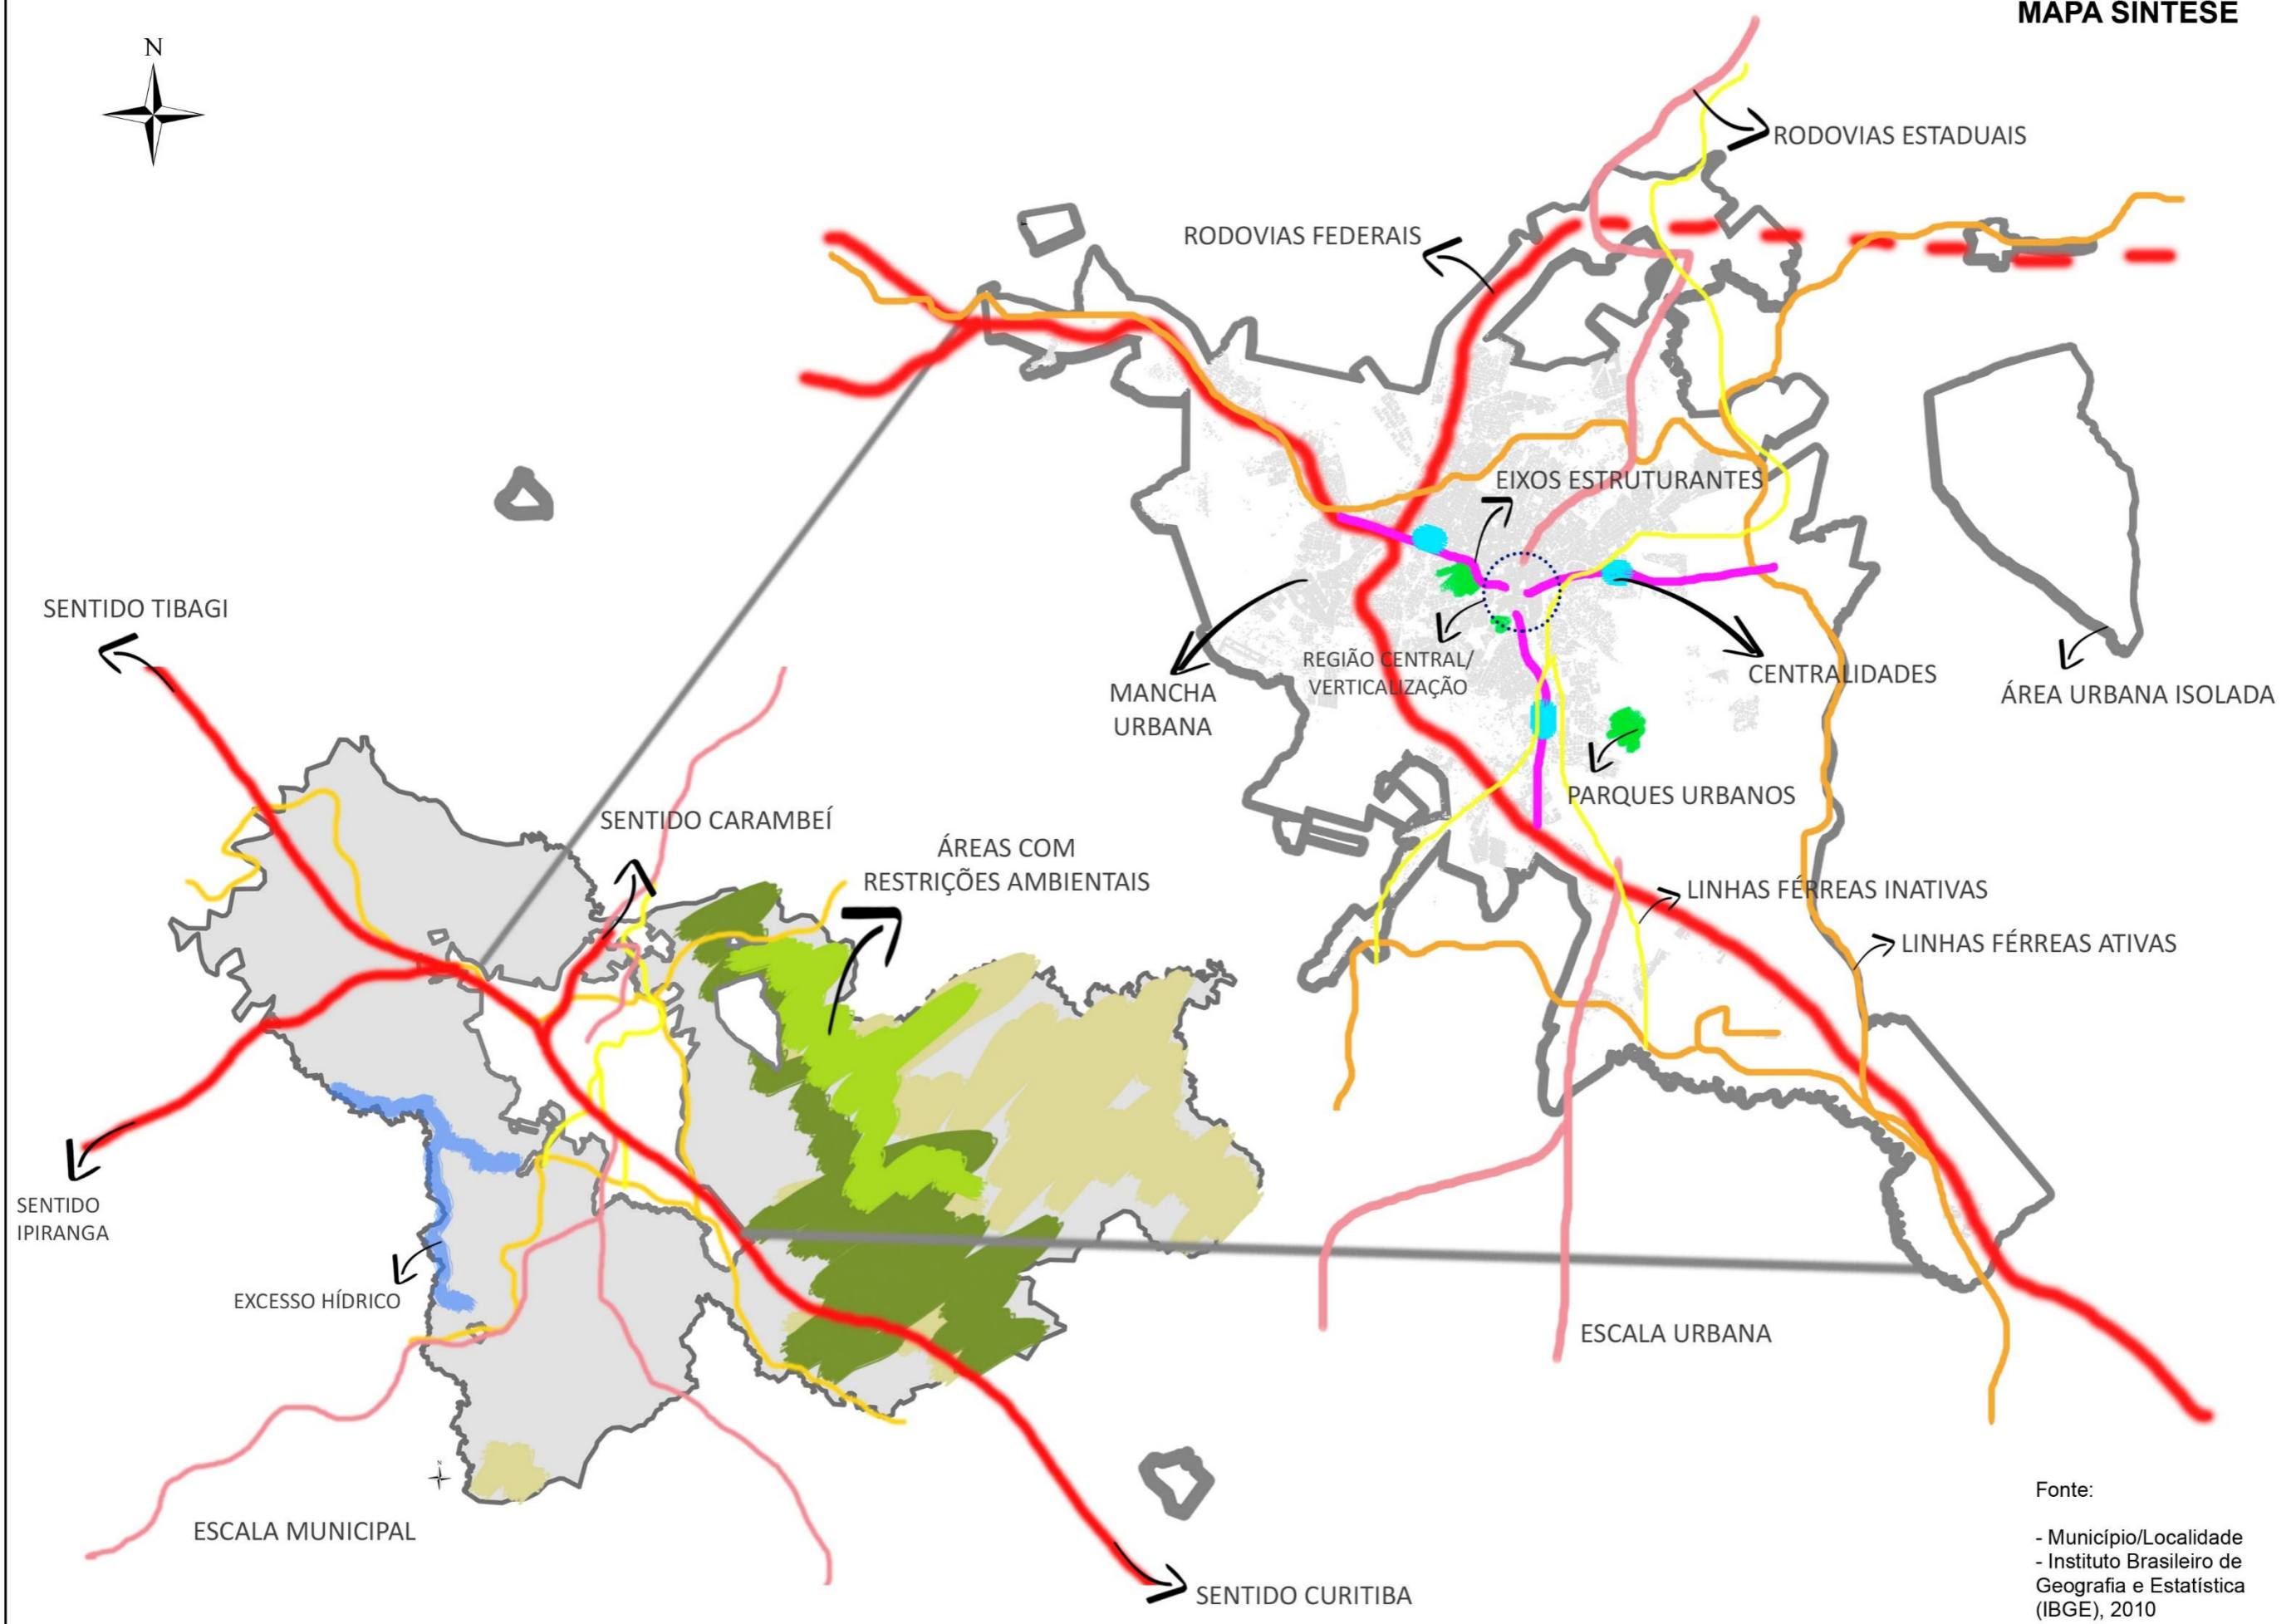 MAPA SÍNTESE
N
RODOVIAS ESTADUAIS
RODOVIAS FEDERAIS
EIXOS ESTRUTURANTES
SENTIDO TIBAGI
REGIÃO CENTRAL/
VERTICALIZAÇÃO
MANCHA
URBANA
CENTRALIDADES
ÁREA URBANA ISOLADA
PARQUES URBANOS
SENTIDO CARAMBEÍ
ÁREAS COM
RESTRIÇÕES AMBIENTAIS
LINHAS FÉRREAS INATIVAS
LINHAS FÉRREAS ATIVAS
SENTIDO
IPIRANGA
EXCESSO HÍDRICO
ESCALA URBANA
N
ESCALA MUNICIPAL
SENTIDO CURITIBA
Fonte:
- Município/Localidade
- Instituto Brasileiro de
Geografia e Estatística
(IBGE), 2010